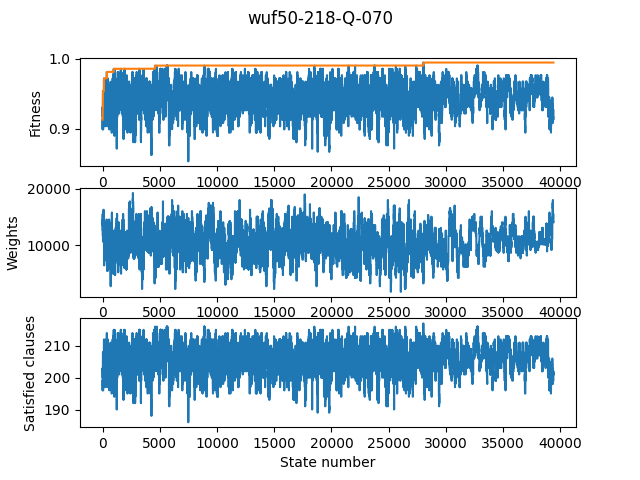 wuf50-218-Q-070
1.0
0.9
Fitness
0 5000 10000 15000 20000 25000 30000 35000 40000
20000
10000
Weights
0 5000 10000 15000 20000 25000 30000 35000 40000
210
200
190
Satisfied clauses
0 5000 10000 15000 20000 25000 30000 35000 40000
State number